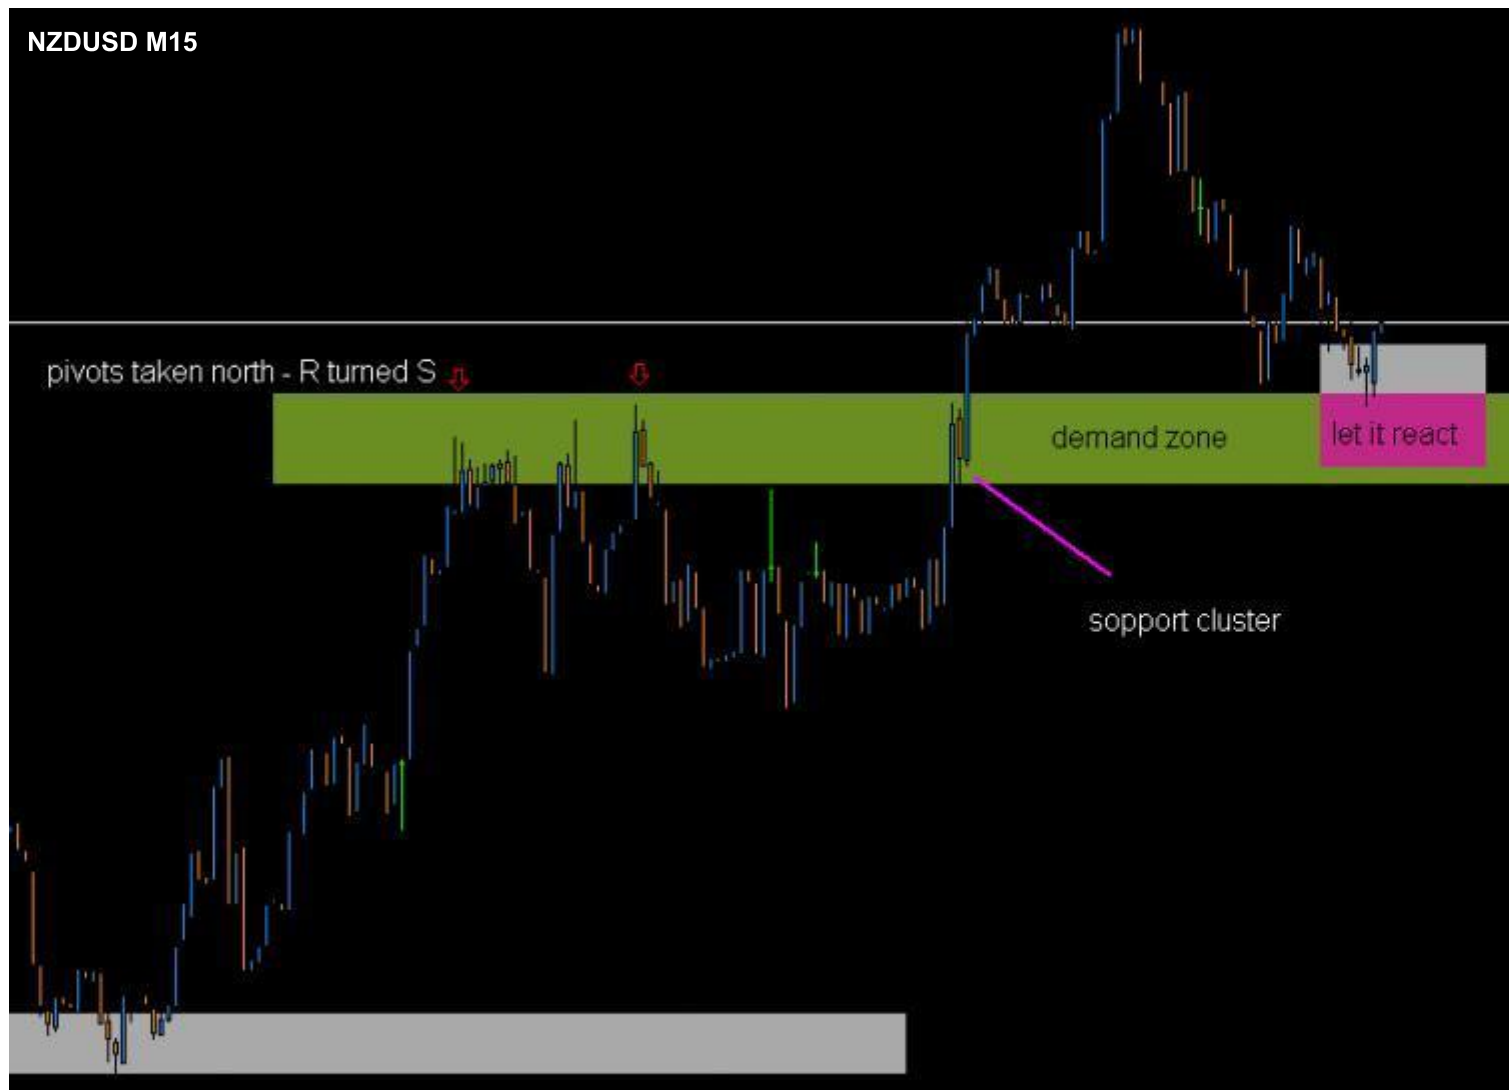 NZDUSD M15
pivots taken north - R turned S
demand zone
let it react
sopport cluster